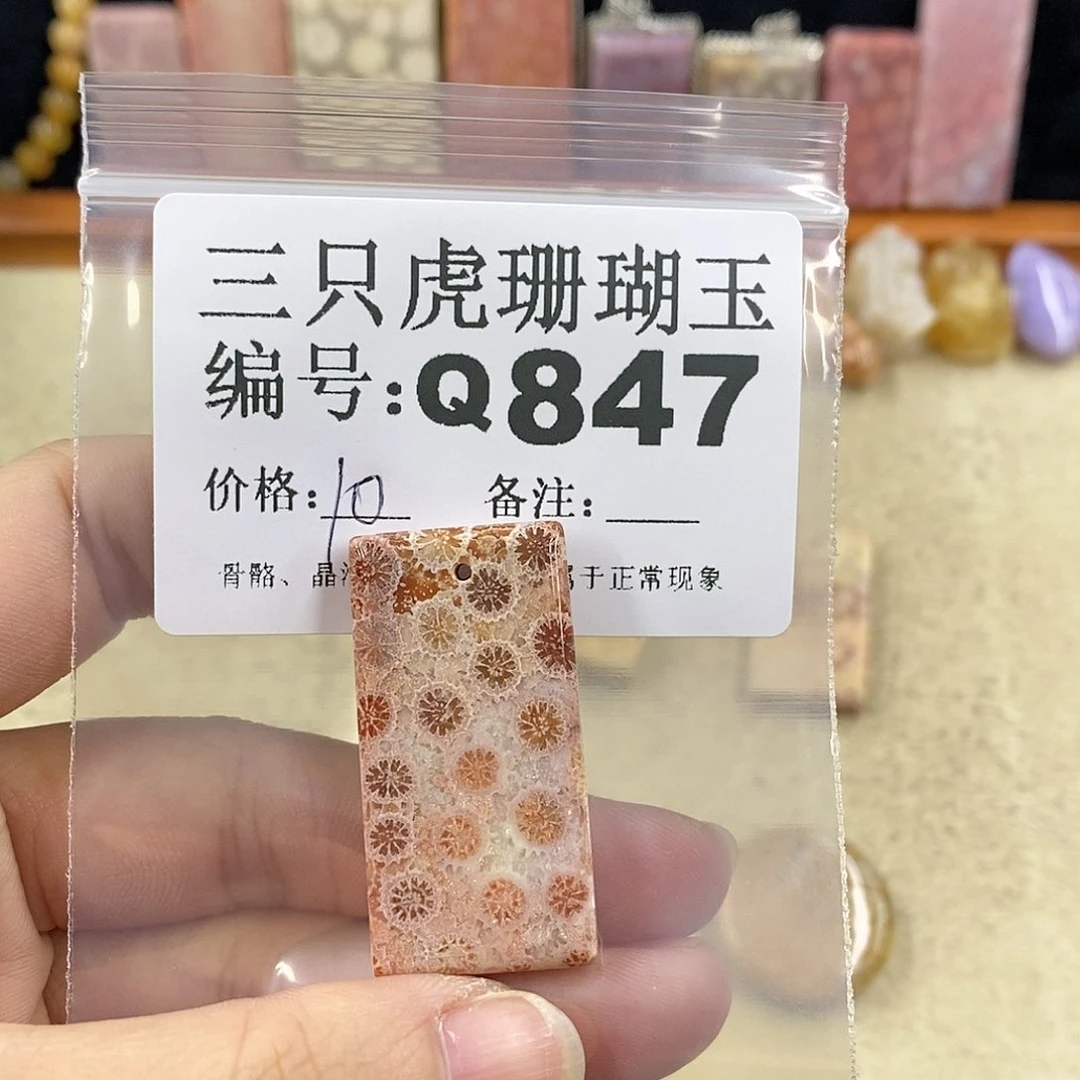 三只虎珊瑚玉
编号:Q847
价格:10 备注:____
骨骼、晶 于正常现象